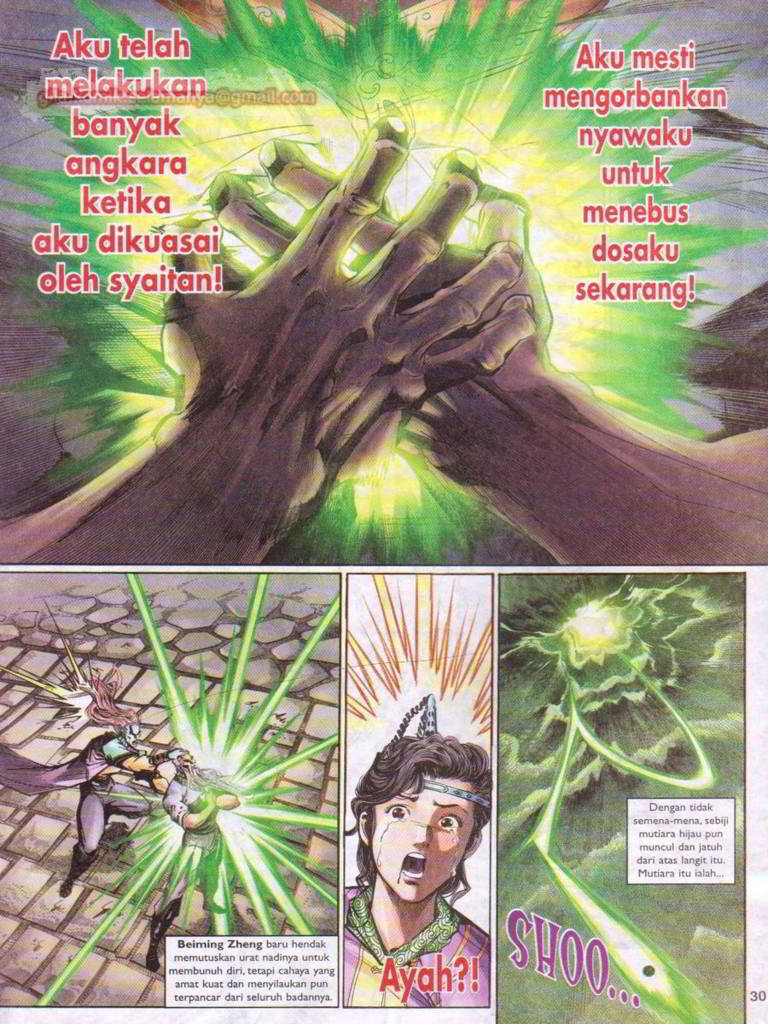 Aku telah
melakukan
banyak
angkara
ketika
aku dikuasai
oleh syaitan!
Aku mesti
mengorbankan
nyawaku
untuk
menebus
dosaku
sekarang!
Beiming Zheng baru hendak
memutuskan urat nadinya untuk
membunuh diri, tetapi cahaya yang
amat kuat dan menyilaukan pun
terpancar dari seluruh badannya.
Ayah?!
Dengan tidak
semena-mena, sebiji
mutiara hijau pun
muncul dan jatuh
dari atas langit itu.
Mutiara itu ialah...
SHOO...
30